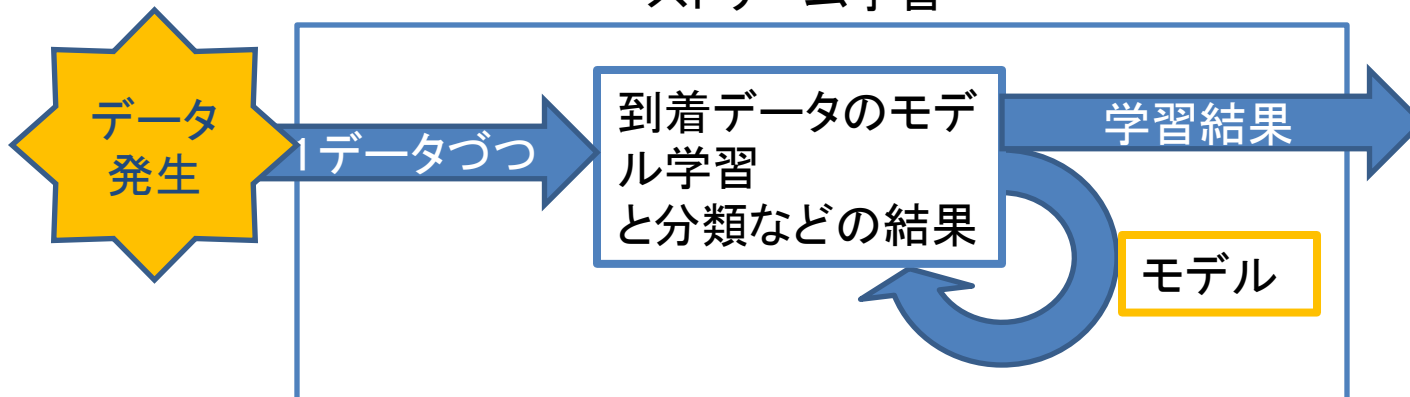 データ
発生
1データづつ
到着データのモデ
ル学習
と分類などの結果
学習結果
モデル